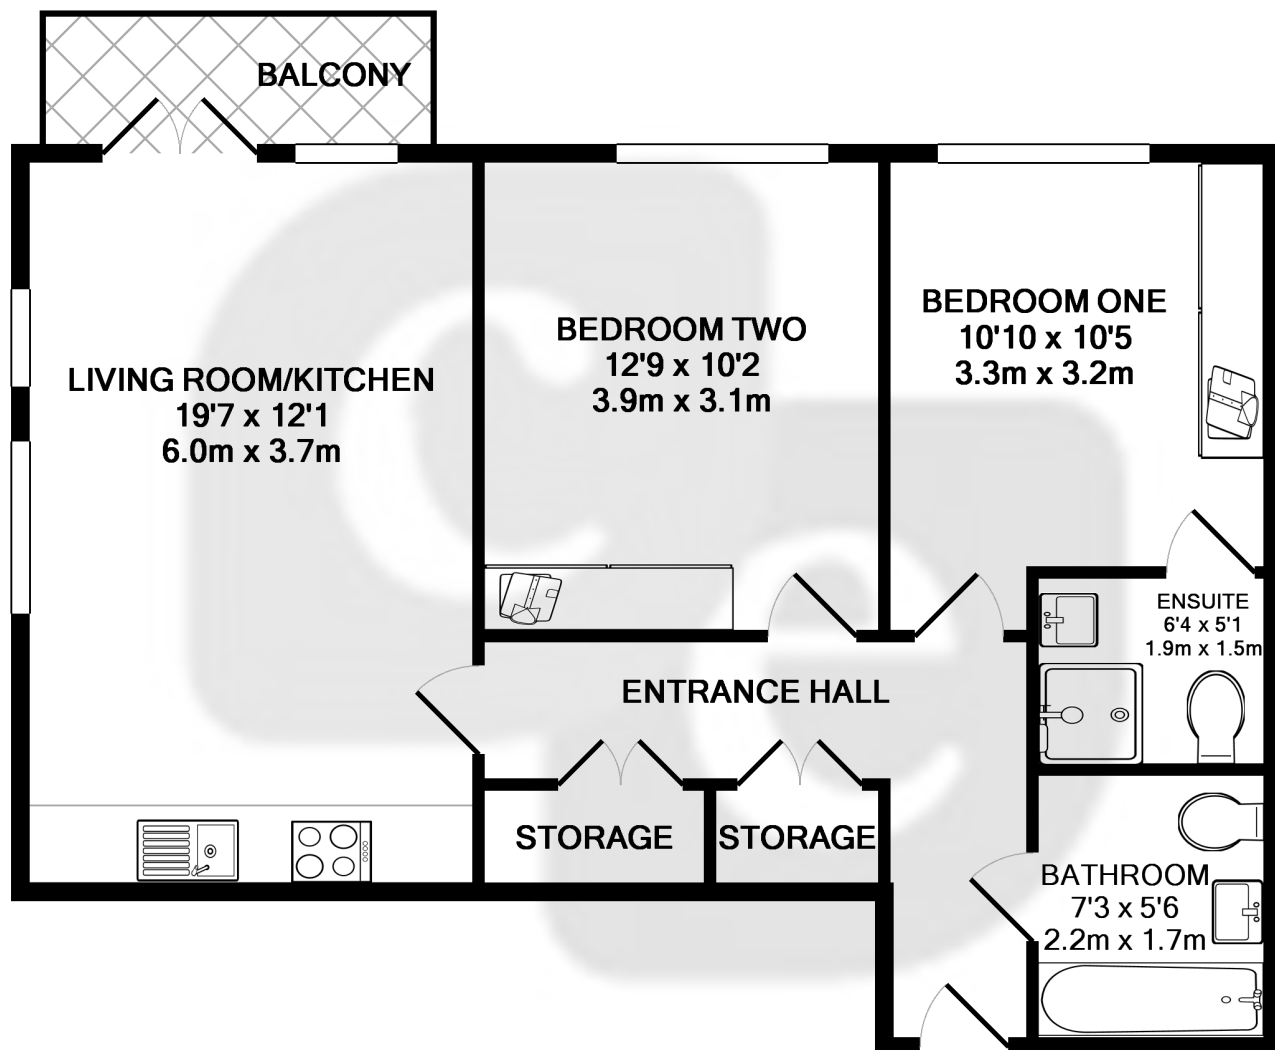 BALCONY
LIVING ROOM/KITCHEN
19'7 x 12'1
6.0m x 3.7m
BEDROOM TWO
12'9 x 10'2
3.9m x 3.1m
BEDROOM ONE
10'10 x 10'5
3.3m x 3.2m
ENSUITE
6'4 x 5'1
1.9m x 1.5m
ENTRANCE HALL
STORAGE
STORAGE
BATHROOM
7'3 x 5'6
2.2m x 1.7m
ce